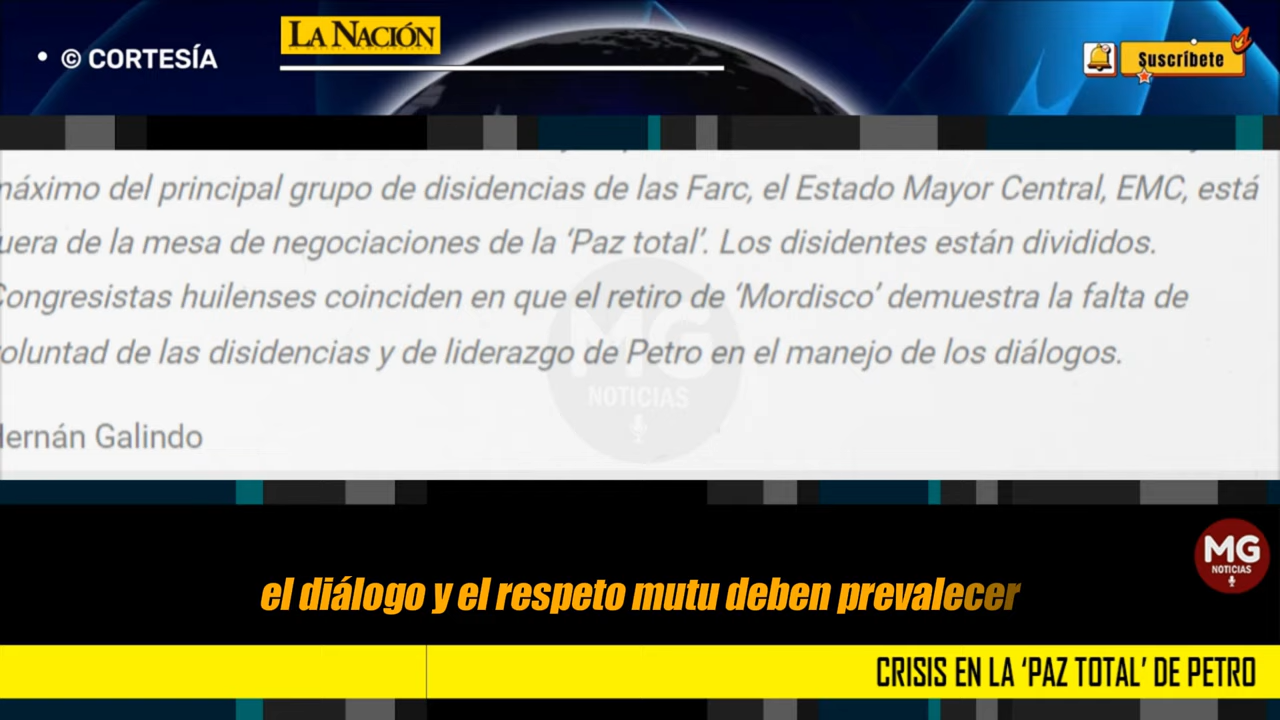 © CORTESÍA
LA NACIÓN
Suscríbete
máximo del principal grupo de disidencias de las Farc, el Estado Mayor Central, EMC, está
uera de la mesa de negociaciones de la ‘Paz total’. Los disidentes están divididos.
Congresistas huilenses coinciden en que el retiro de ‘Mordisco’ demuestra la falta de
voluntad de las disidencias y de liderazgo de Petro en el manejo de los diálogos.
MG
NOTICIAS
Hernán Galindo
MG
NOTICIAS
el diálogo y el respeto mutu deben prevalecer
CRISIS EN LA ‘PAZ TOTAL’ DE PETRO